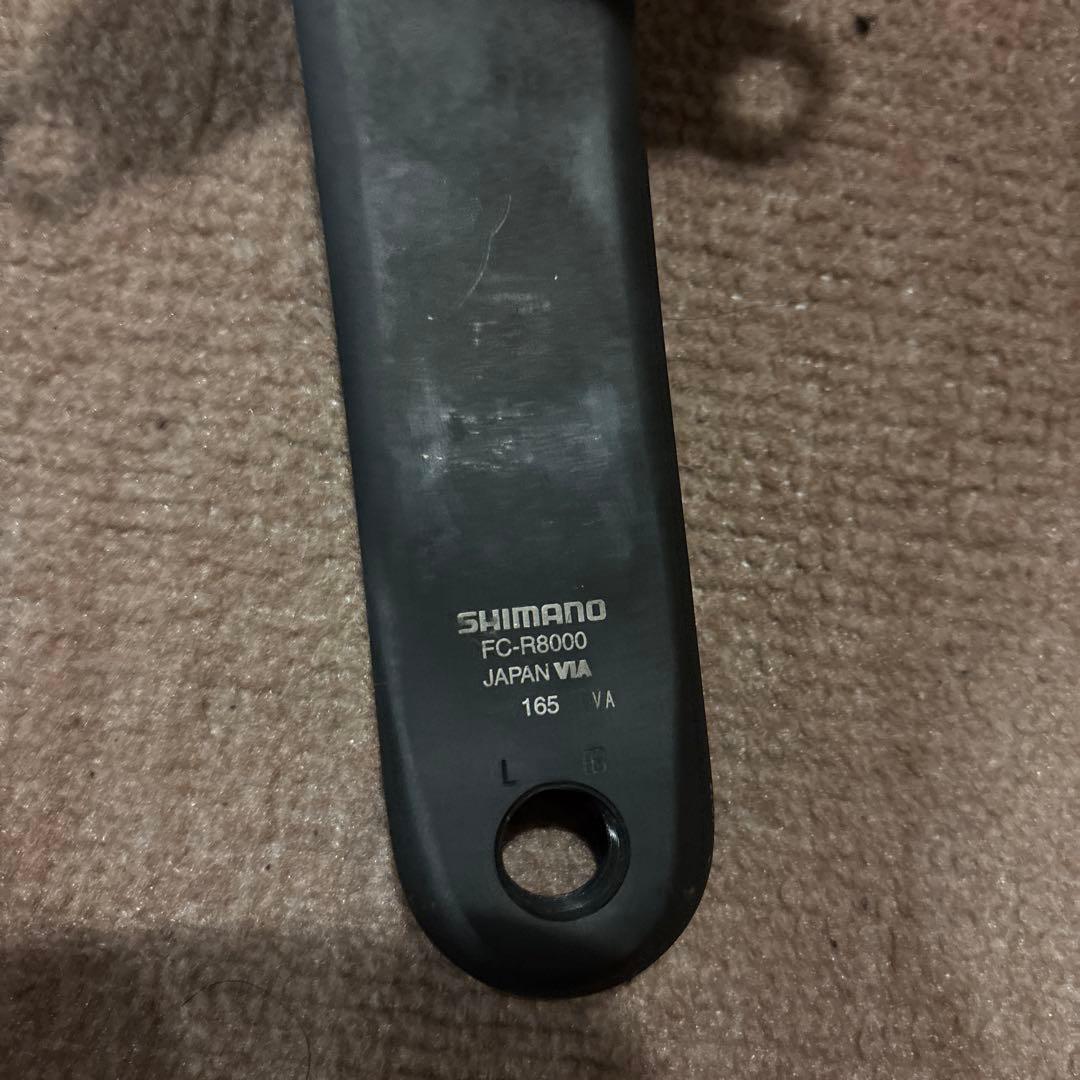 SHIMANO
FC-R8000
JAPAN VIA
165 VA
L